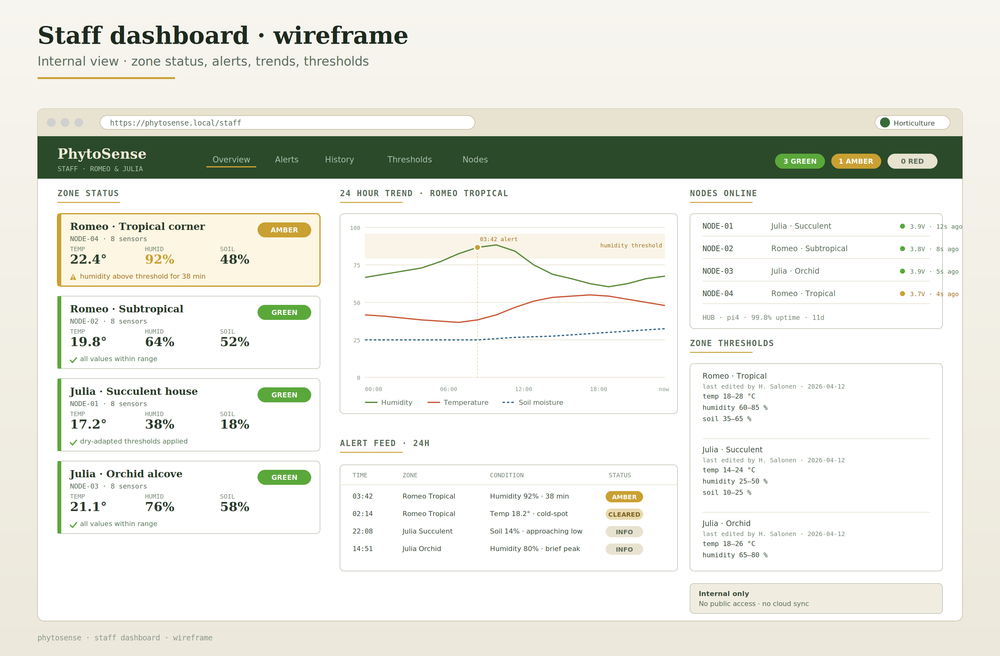 Staff dashboard · wireframe
Internal view · zone status, alerts, trends, thresholds
https://phytosense.local/staff
Horticulture
PhytoSense
STAFF · ROMEO & JULIA
Overview Alerts History Thresholds Nodes
3 GREEN 1 AMBER 0 RED
ZONE STATUS
Romeo · Tropical corner
AMBER
NODE-04 · 8 sensors
TEMP HUMID SOIL
22.4° 92% 48%
humidity above threshold for 38 min
Romeo · Subtropical
GREEN
NODE-02 · 8 sensors
TEMP HUMID SOIL
19.8° 64% 52%
all values within range
Julia · Succulent house
GREEN
NODE-01 · 8 sensors
TEMP HUMID SOIL
17.2° 38% 18%
dry-adapted thresholds applied
Julia · Orchid alcove
GREEN
NODE-03 · 8 sensors
TEMP HUMID SOIL
21.1° 76% 58%
all values within range
24 HOUR TREND · ROMEO TROPICAL
100
03:42 alert
humidity threshold
75
50
25
0
00:00 06:00 12:00 18:00 now
Humidity Temperature Soil moisture
ALERT FEED · 24H
TIME ZONE CONDITION STATUS
03:42 Romeo Tropical Humidity 92% · 38 min AMBER
02:14 Romeo Tropical Temp 18.2° · cold-spot CLEARED
22:08 Julia Succulent Soil 14% · approaching low INFO
14:51 Julia Orchid Humidity 80% · brief peak INFO
NODES ONLINE
NODE-01 Julia · Succulent 3.9V · 12s ago
NODE-02 Romeo · Subtropical 3.8V · 8s ago
NODE-03 Julia · Orchid 3.9V · 5s ago
NODE-04 Romeo · Tropical 3.7V · 4s ago
HUB · pi4 · 99.8% uptime · 11d
ZONE THRESHOLDS
Romeo · Tropical
last edited by H. Salonen · 2026-04-12
temp 18–28 °C
humidity 60–85 %
soil 35–65 %
Julia · Succulent
last edited by H. Salonen · 2026-04-12
temp 14–24 °C
humidity 25–50 %
soil 10–25 %
Julia · Orchid
last edited by H. Salonen · 2026-04-12
temp 18–26 °C
humidity 65–80 %
Internal only
No public access · no cloud sync
phytosense · staff dashboard · wireframe